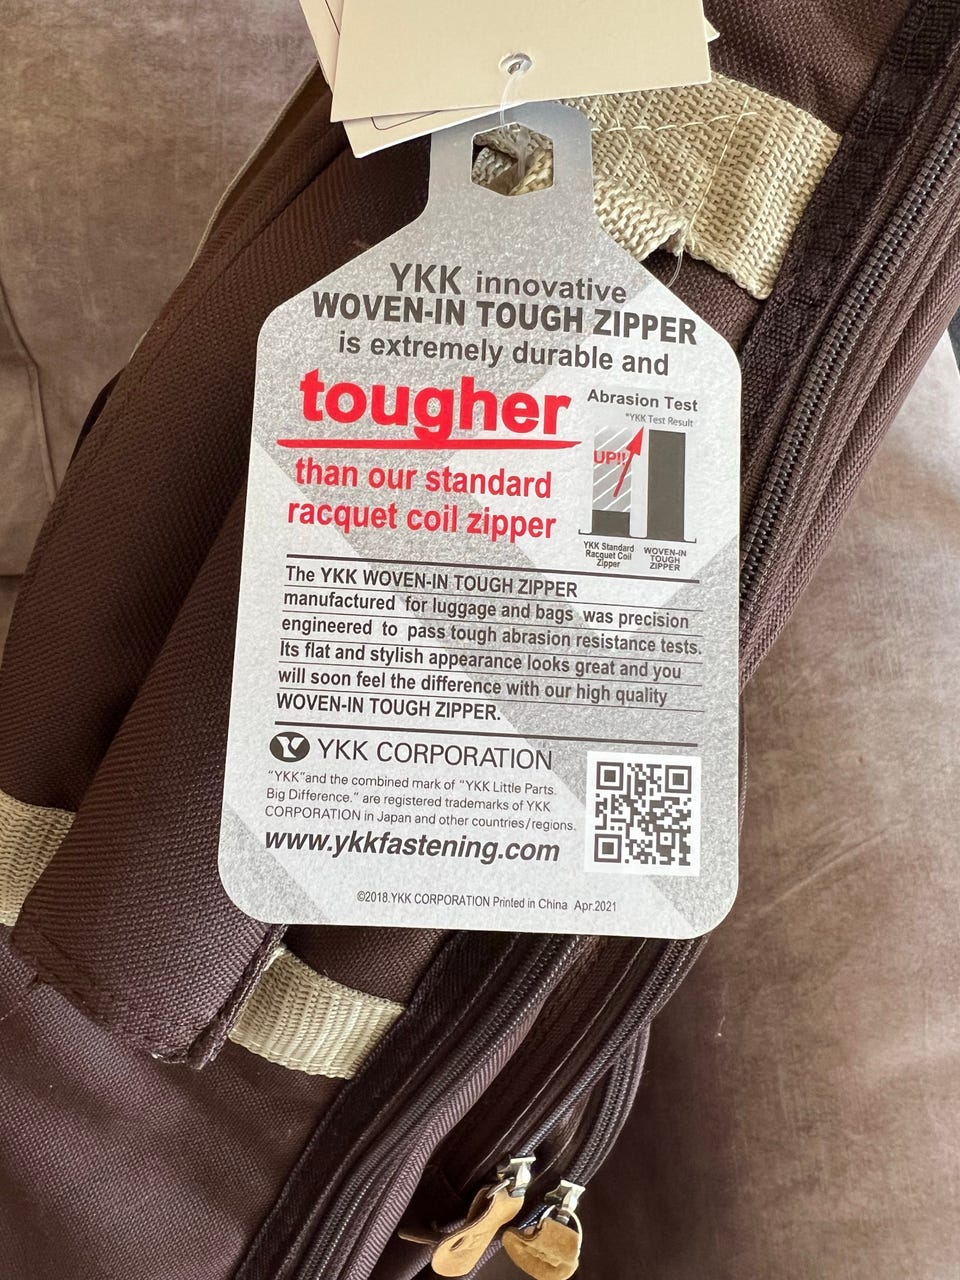 YKK innovative
WOVEN-IN TOUGH ZIPPER
is extremely durable and
tougher
than our standard
racquet coil zipper
Abrasion Test
*YKK Test Result
UP!!
YKK Standard
Racquet Coil
Zipper
WOVEN-IN
TOUGH
ZIPPER
The YKK WOVEN-IN TOUGH ZIPPER
manufactured for luggage and bags was precision
engineered to pass tough abrasion resistance tests.
Its flat and stylish appearance looks great and you
will soon feel the difference with our high quality
WOVEN-IN TOUGH ZIPPER.
YKK CORPORATION
"YKK"and the combined mark of "YKK Little Parts.
Big Difference." are registered trademarks of YKK
CORPORATION in Japan and other countries/regions.
www.ykkfastening.com
©2018.YKK CORPORATION Printed in China Apr.2021